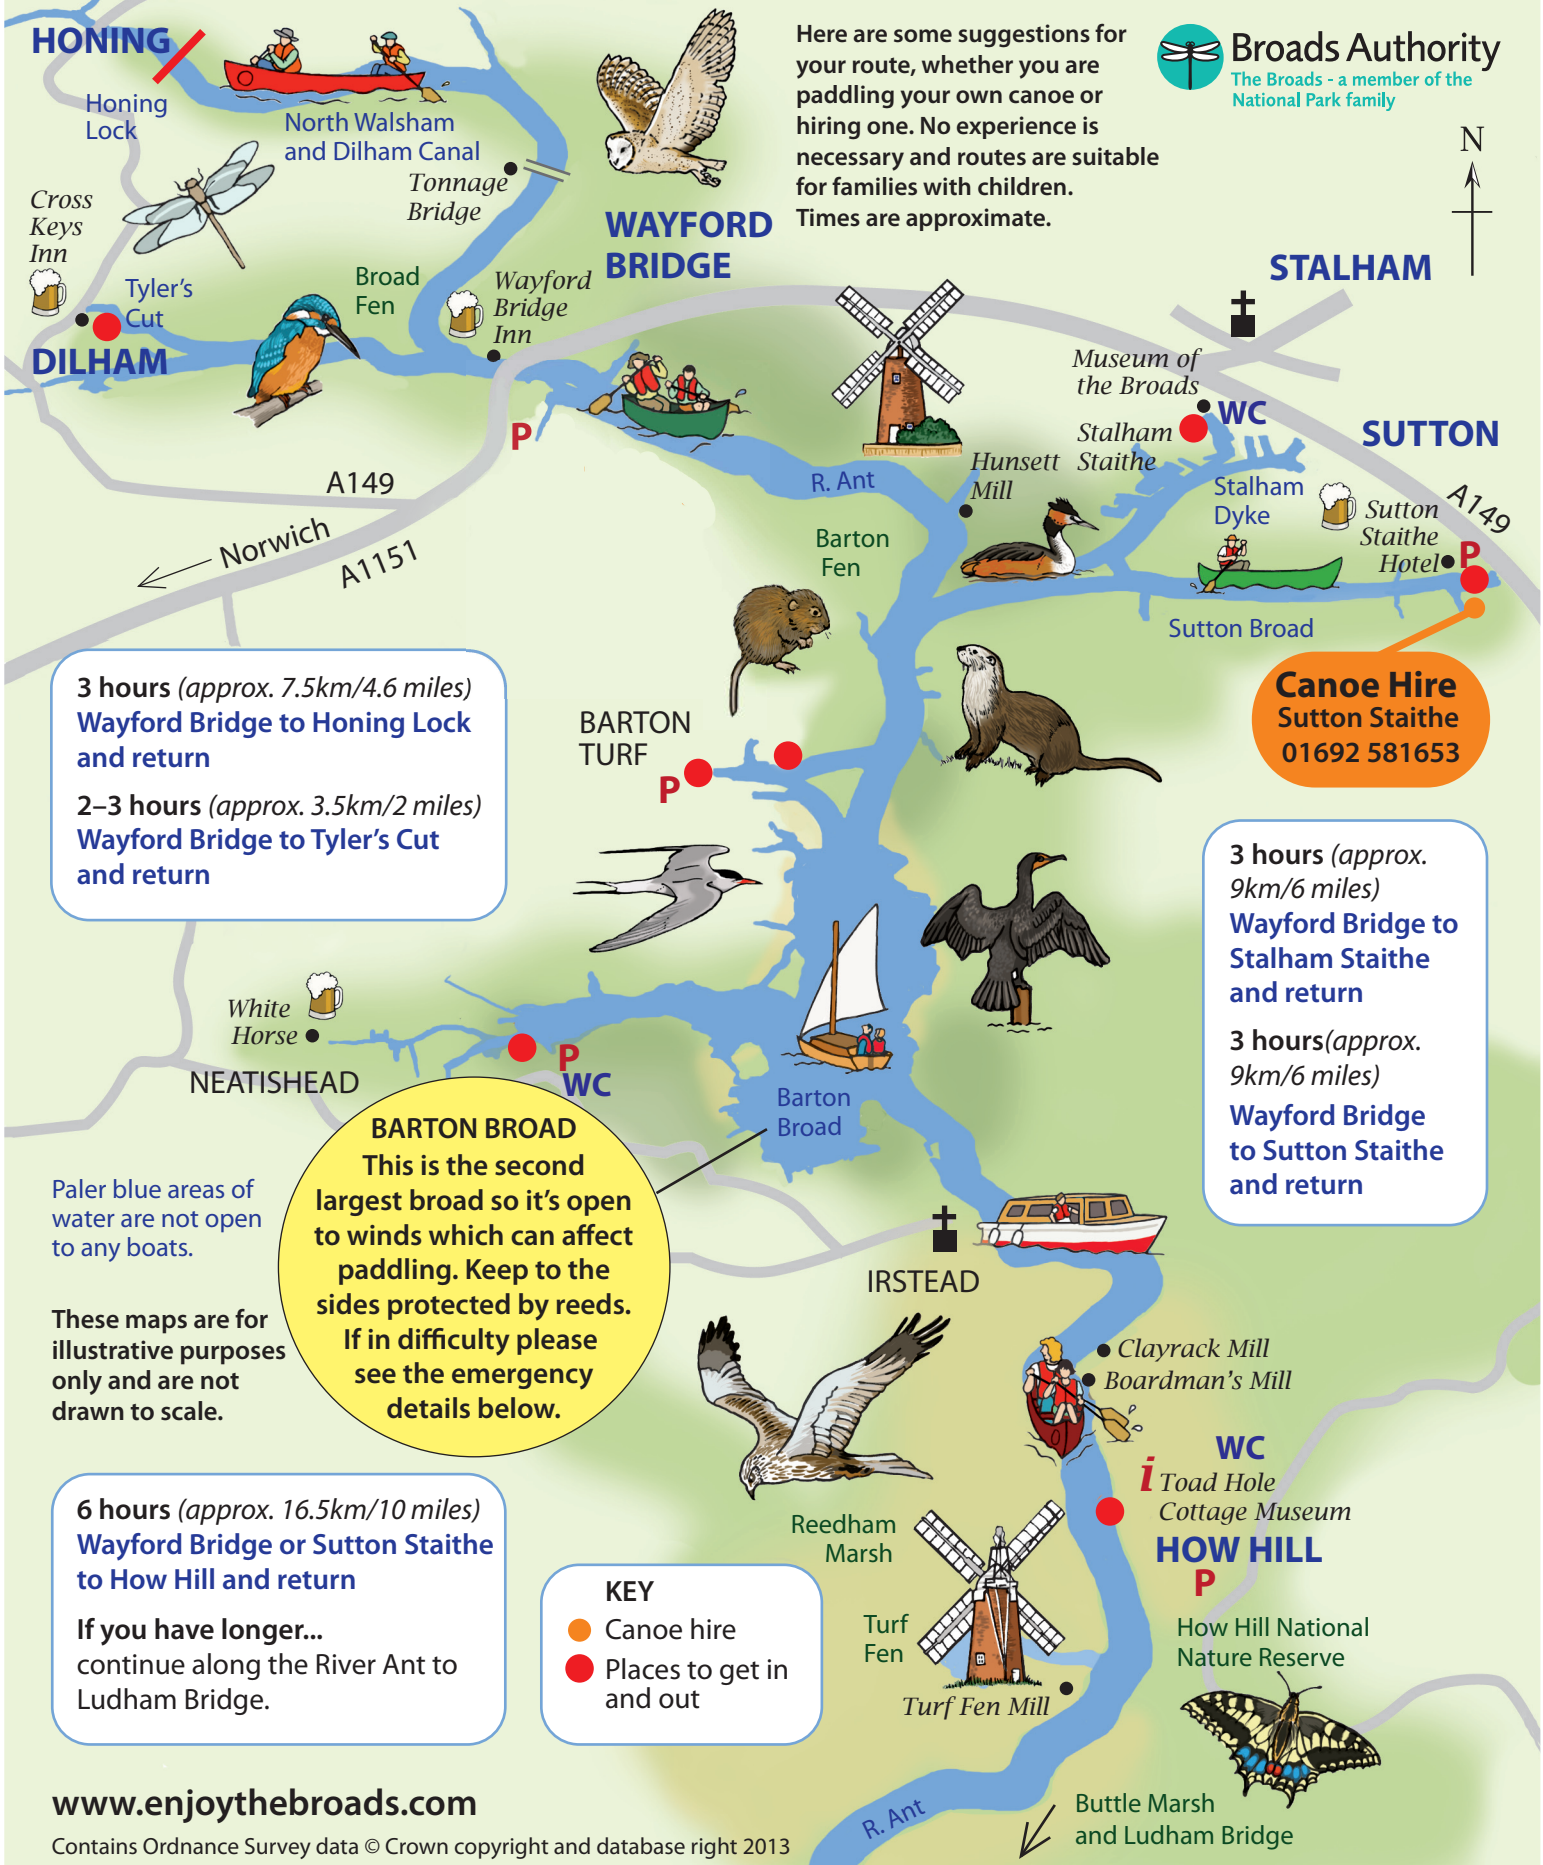 HONING
Honing
Lock
North Walsham
and Dilham Canal
Tonnage
Bridge
Here are some suggestions for
your route, whether you are
paddling your own canoe or
hiring one. No experience is
necessary and routes are suitable
for families with children.
Times are approximate.
Broads Authority
The Broads - a member of the
National Park family
N
Cross
Keys
Inn
Tyler's
Cut
DILHAM
Broad
Fen
WAYFORD
BRIDGE
Wayford
Bridge
Inn
P
STALHAM
Museum of
the Broads
WC
Stalham
Staithe
SUTTON
Hunsett
Mill
R. Ant
Stalham
Dyke
Sutton
Staithe
Hotel
A149
P
A149
Norwich
A1151
Barton
Fen
Sutton Broad
Canoe Hire
Sutton Staithe
01692 581653
3 hours (approx. 7.5km/4.6 miles)
Wayford Bridge to Honing Lock
and return
2–3 hours (approx. 3.5km/2 miles)
Wayford Bridge to Tyler's Cut
and return
BARTON
TURF
P
3 hours (approx.
9km/6 miles)
Wayford Bridge to
Stalham Staithe
and return
3 hours(approx.
9km/6 miles)
Wayford Bridge
to Sutton Staithe
and return
White
Horse
NEATISHEAD
P
WC
Barton
Broad
BARTON BROAD
This is the second
largest broad so it's open
to winds which can affect
paddling. Keep to the
sides protected by reeds.
If in difficulty please
see the emergency
details below.
Paler blue areas of
water are not open
to any boats.
These maps are for
illustrative purposes
only and are not
drawn to scale.
IRSTEAD
Clayrack Mill
Boardman's Mill
WC
i
Toad Hole
Cottage Museum
HOW HILL
P
Reedham
Marsh
6 hours (approx. 16.5km/10 miles)
Wayford Bridge or Sutton Staithe
to How Hill and return
If you have longer...
continue along the River Ant to
Ludham Bridge.
KEY
Canoe hire
Places to get in
and out
Turf
Fen
Turf Fen Mill
How Hill National
Nature Reserve
R. Ant
Buttle Marsh
and Ludham Bridge
www.enjoythebroads.com
Contains Ordnance Survey data © Crown copyright and database right 2013